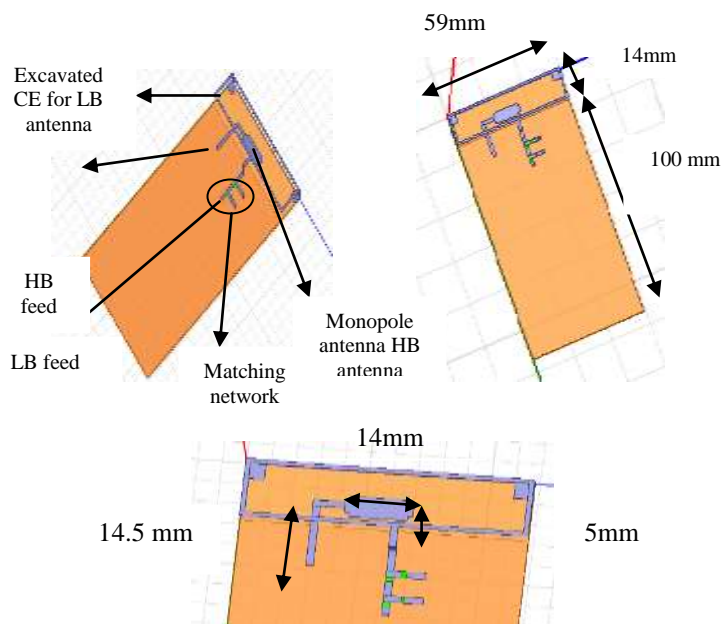 59mm
14mm
100 mm
Excavated
CE for LB
antenna
HB
feed
LB feed
Matching
network
Monopole
antenna HB
antenna
14mm
14.5 mm
5mm